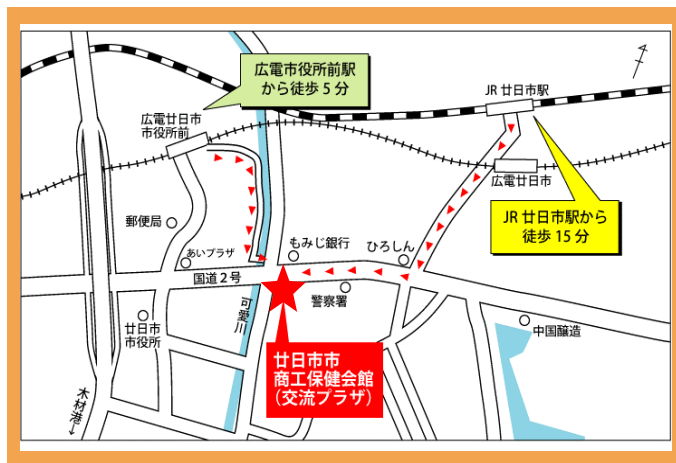 広電市役所前駅
から徒歩5分
JR 廿日市駅
広電廿日市
市役所前
広電廿日市
JR 廿日市駅から
徒歩 15 分
郵便局
あいプラザ
もみじ銀行
ひろしん
国道2号
警察署
可愛川
廿日市
市役所
中国醸造
廿日市市
商工保健会館
(交流プラザ)
木材港→